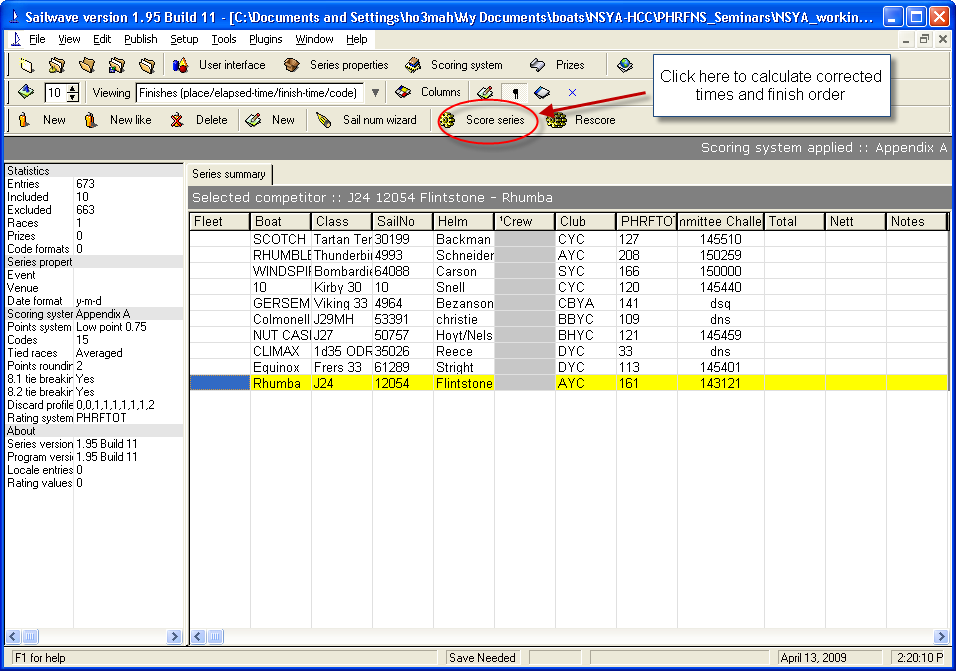 Sailwave version 1.95 Build 11 - [C:\Documents and Settings\ho3mah\My Documents\boats\NSYA-HCC\PHRFNS_Seminars\NSYA_workin...
File View Edit Publish Setup Tools Plugins Window Help
User interface Series properties Scoring system Prizes
10 Viewing Finishes (place/elapsed-time/finish-time/code) Columns ¶
New New like Delete New Sail num wizard Score series Rescore
Click here to calculate corrected
times and finish order
Scoring system applied :: Appendix A
Statistics
Entries 673
Included 10
Excluded 663
Races 1
Prizes 0
Code formats 0
Series propert
Event
Venue
Date format y-m-d
Scoring syster Appendix A
Points system Low point 0.75
Codes 15
Tied races Averaged
Points roundin 2
8.1 tie breakir Yes
8.2 tie breakir Yes
Discard profile 0,0,1,1,1,1,1,1,2
Rating system PHRFTOT
About
Series version 1.95 Build 11
Program versi 1.95 Build 11
Locale entries 0
Rating values 0
Series summary
Selected competitor :: J24 12054 Flintstone - Rhumba
Fleet Boat Class SailNo Helm 'Crew Club PHRFTOT nmittee Challe Total Nett Notes
SCOTCH Tartan Ter 30199 Backman CYC 127 145510
RHUMBLE Thunderbir 4993 Schneider AYC 208 150259
WINDSPIF Bombardie 64088 Carson SYC 166 150000
10 Kirby 30 10 Snell CYC 120 145440
GERSEM Viking 33 4964 Bezanson CBYA 141 dsq
Colmonell J29MH 53391 christie BBYC 109 dns
NUT CASI J27 50757 Hoyt/Nels BHYC 121 145459
CLIMAX 1d35 ODR 35026 Reece DYC 33 dns
Equinox Frers 33 61289 Stright DYC 113 145401
Rhumba J24 12054 Flintstone AYC 161 143121
F1 for help Save Needed April 13, 2009 2:20:10 P